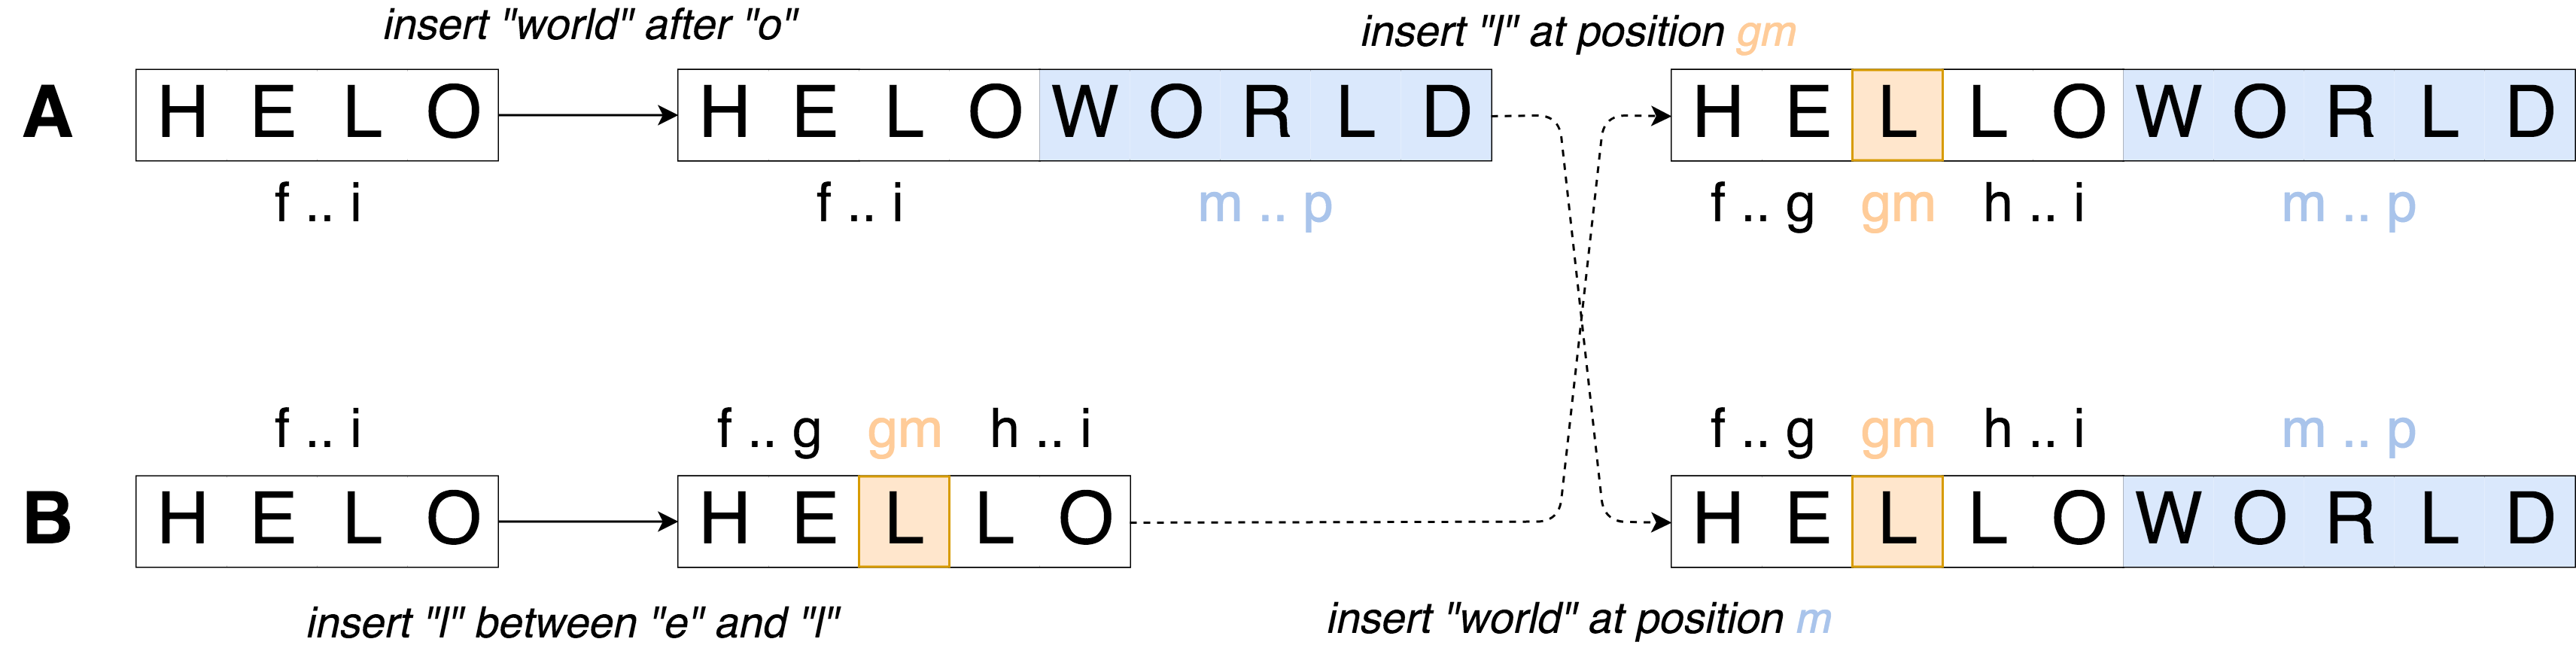 insert "world" after "o"
insert "l" at position gm
A
H E L O
H E L O W O R L D
H E L L O W O R L D
f .. i
f .. i
m .. p
f .. g
gm
h .. i
m .. p
f .. i
f .. g
gm
h .. i
f .. g
gm
h .. i
m .. p
B
H E L O
H E L L O
H E L L O W O R L D
insert "l" between "e" and "l"
insert "world" at position m